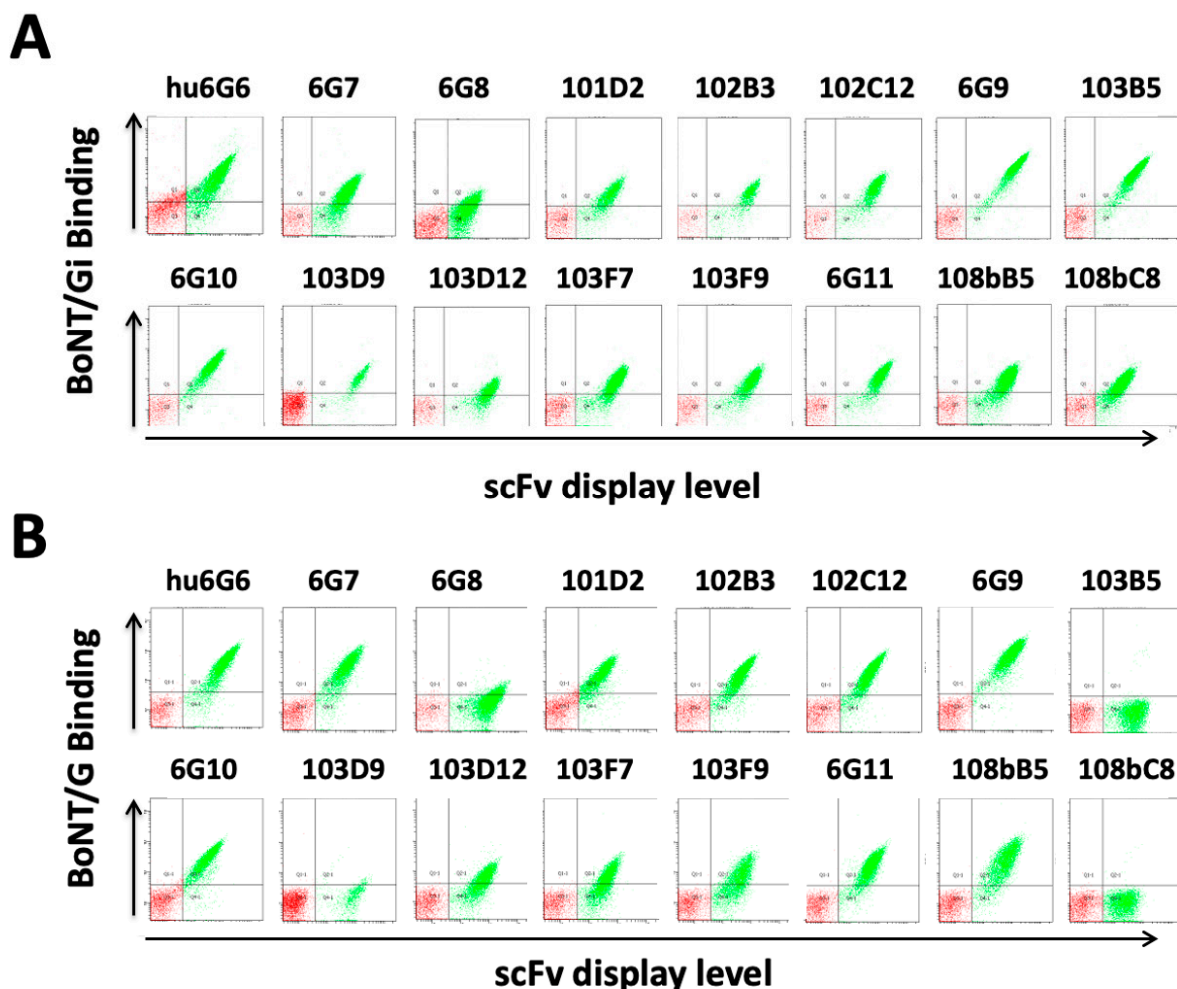 A
hu6G6 6G7 6G8 101D2 102B3 102C12 6G9 103B5
BoNT/Gi Binding
6G10 103D9 103D12 103F7 103F9 6G11 108bB5 108bC8
scFv display level
B
hu6G6 6G7 6G8 101D2 102B3 102C12 6G9 103B5
BoNT/G Binding
6G10 103D9 103D12 103F7 103F9 6G11 108bB5 108bC8
scFv display level